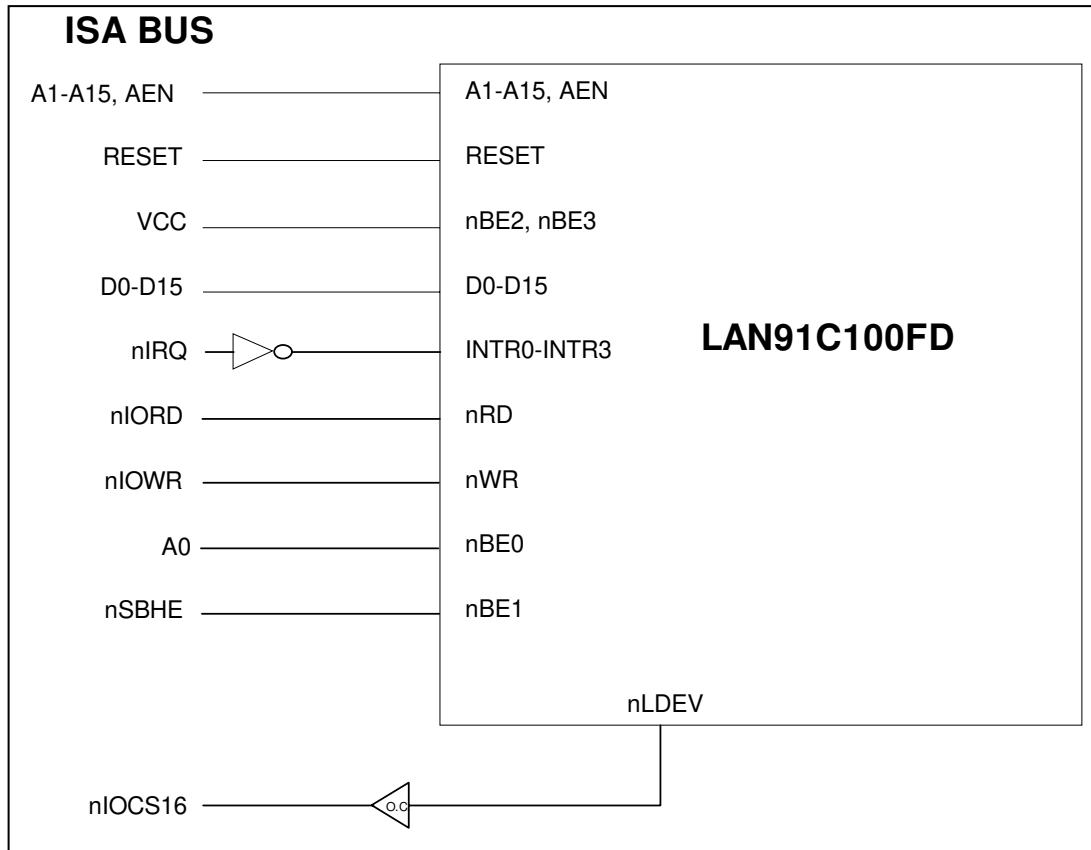 ISA BUS
A1-A15, AEN A1-A15, AEN
RESET RESET
VCC nBE2, nBE3
D0-D15 D0-D15
nIRQ INTR0-INTR3 LAN91C100FD
nIORD nRD
nIOWR nWR
A0 nBE0
nSBHE nBE1
nLDEV
nIOCS16 O.C